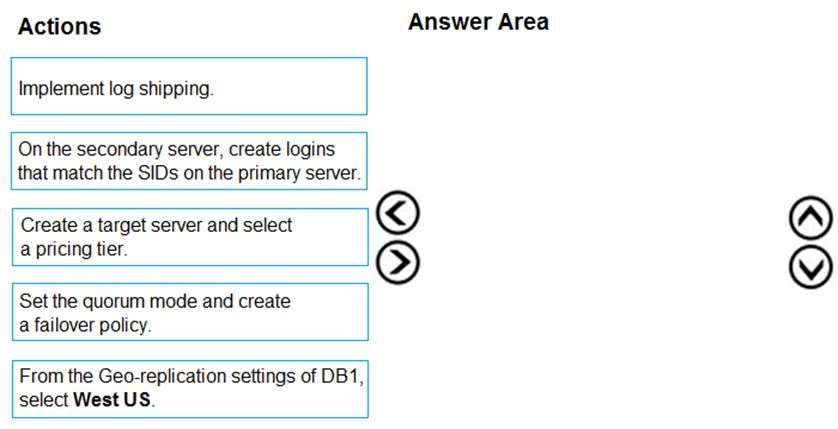 Actions
Answer Area
Implement log shipping.
On the secondary server, create logins
that match the SIDs on the primary server.
Create a target server and select
a pricing tier.
Set the quorum mode and create
a failover policy.
From the Geo-replication settings of DB1,
select West US.